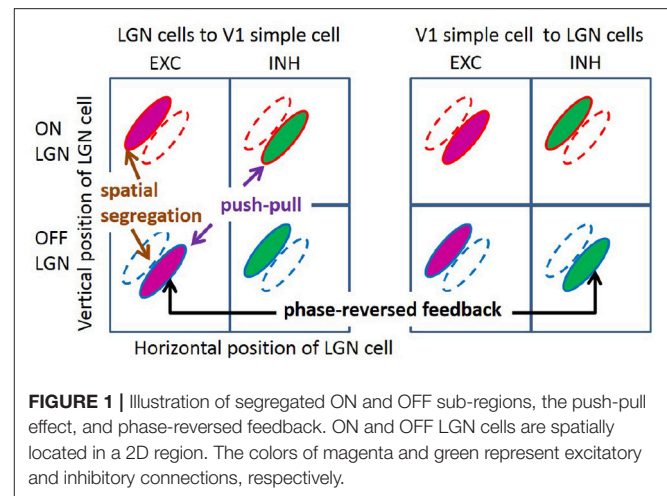 LGN cells to V1 simple cell
V1 simple cell to LGN cells
EXC
INH
EXC
INH
ON
LGN
OFF
LGN
Vertical position of LGN cell
spatial
segregation
push-pull
phase-reversed feedback
Horizontal position of LGN cell
FIGURE 1 | Illustration of segregated ON and OFF sub-regions, the push-pull
effect, and phase-reversed feedback. ON and OFF LGN cells are spatially
located in a 2D region. The colors of magenta and green represent excitatory
and inhibitory connections, respectively.